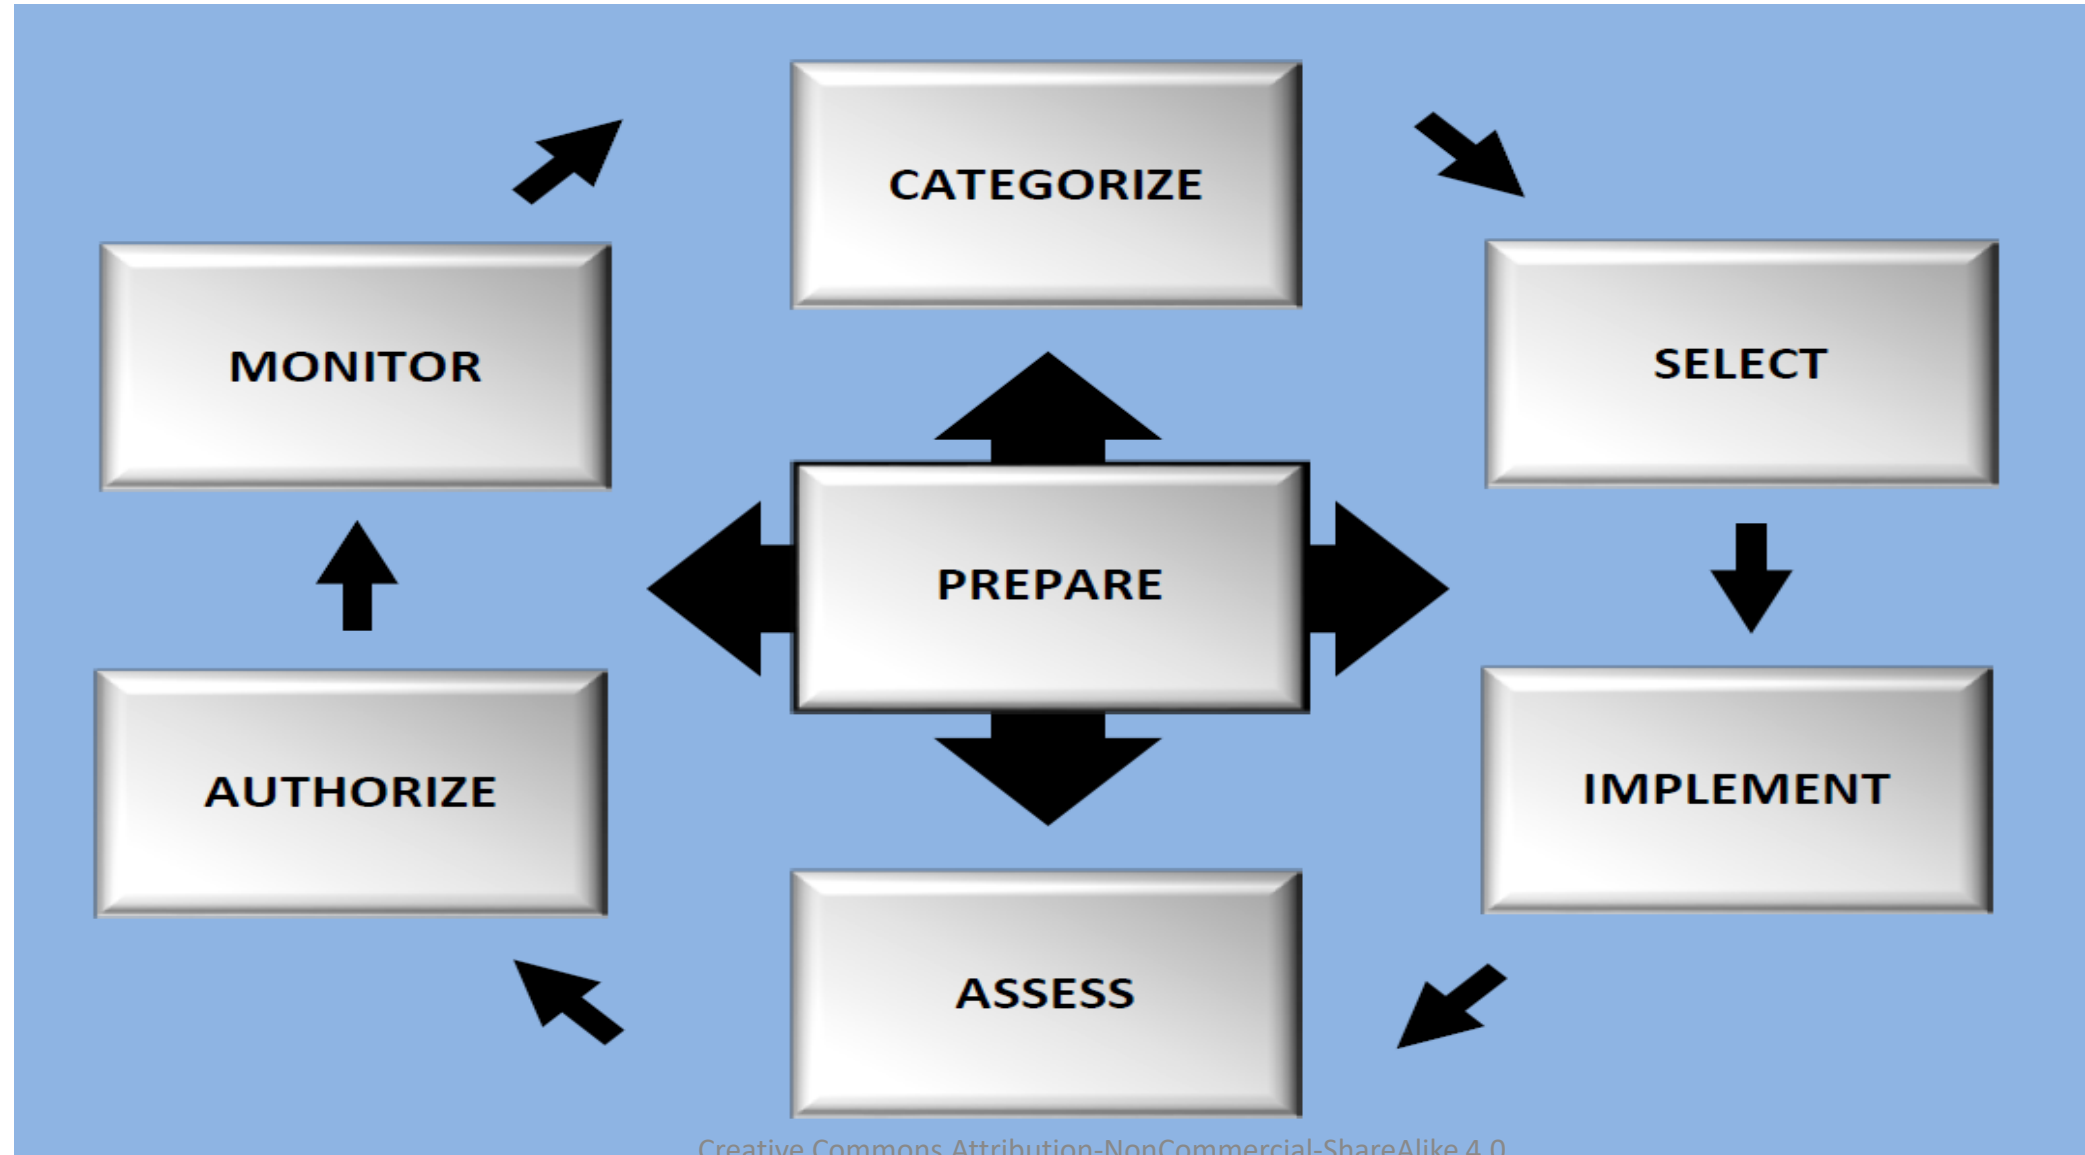 CATEGORIZE
SELECT
MONITOR
PREPARE
IMPLEMENT
AUTHORIZE
ASSESS
Creative Commons Attribution-NonCommercial-ShareAlike 4.0